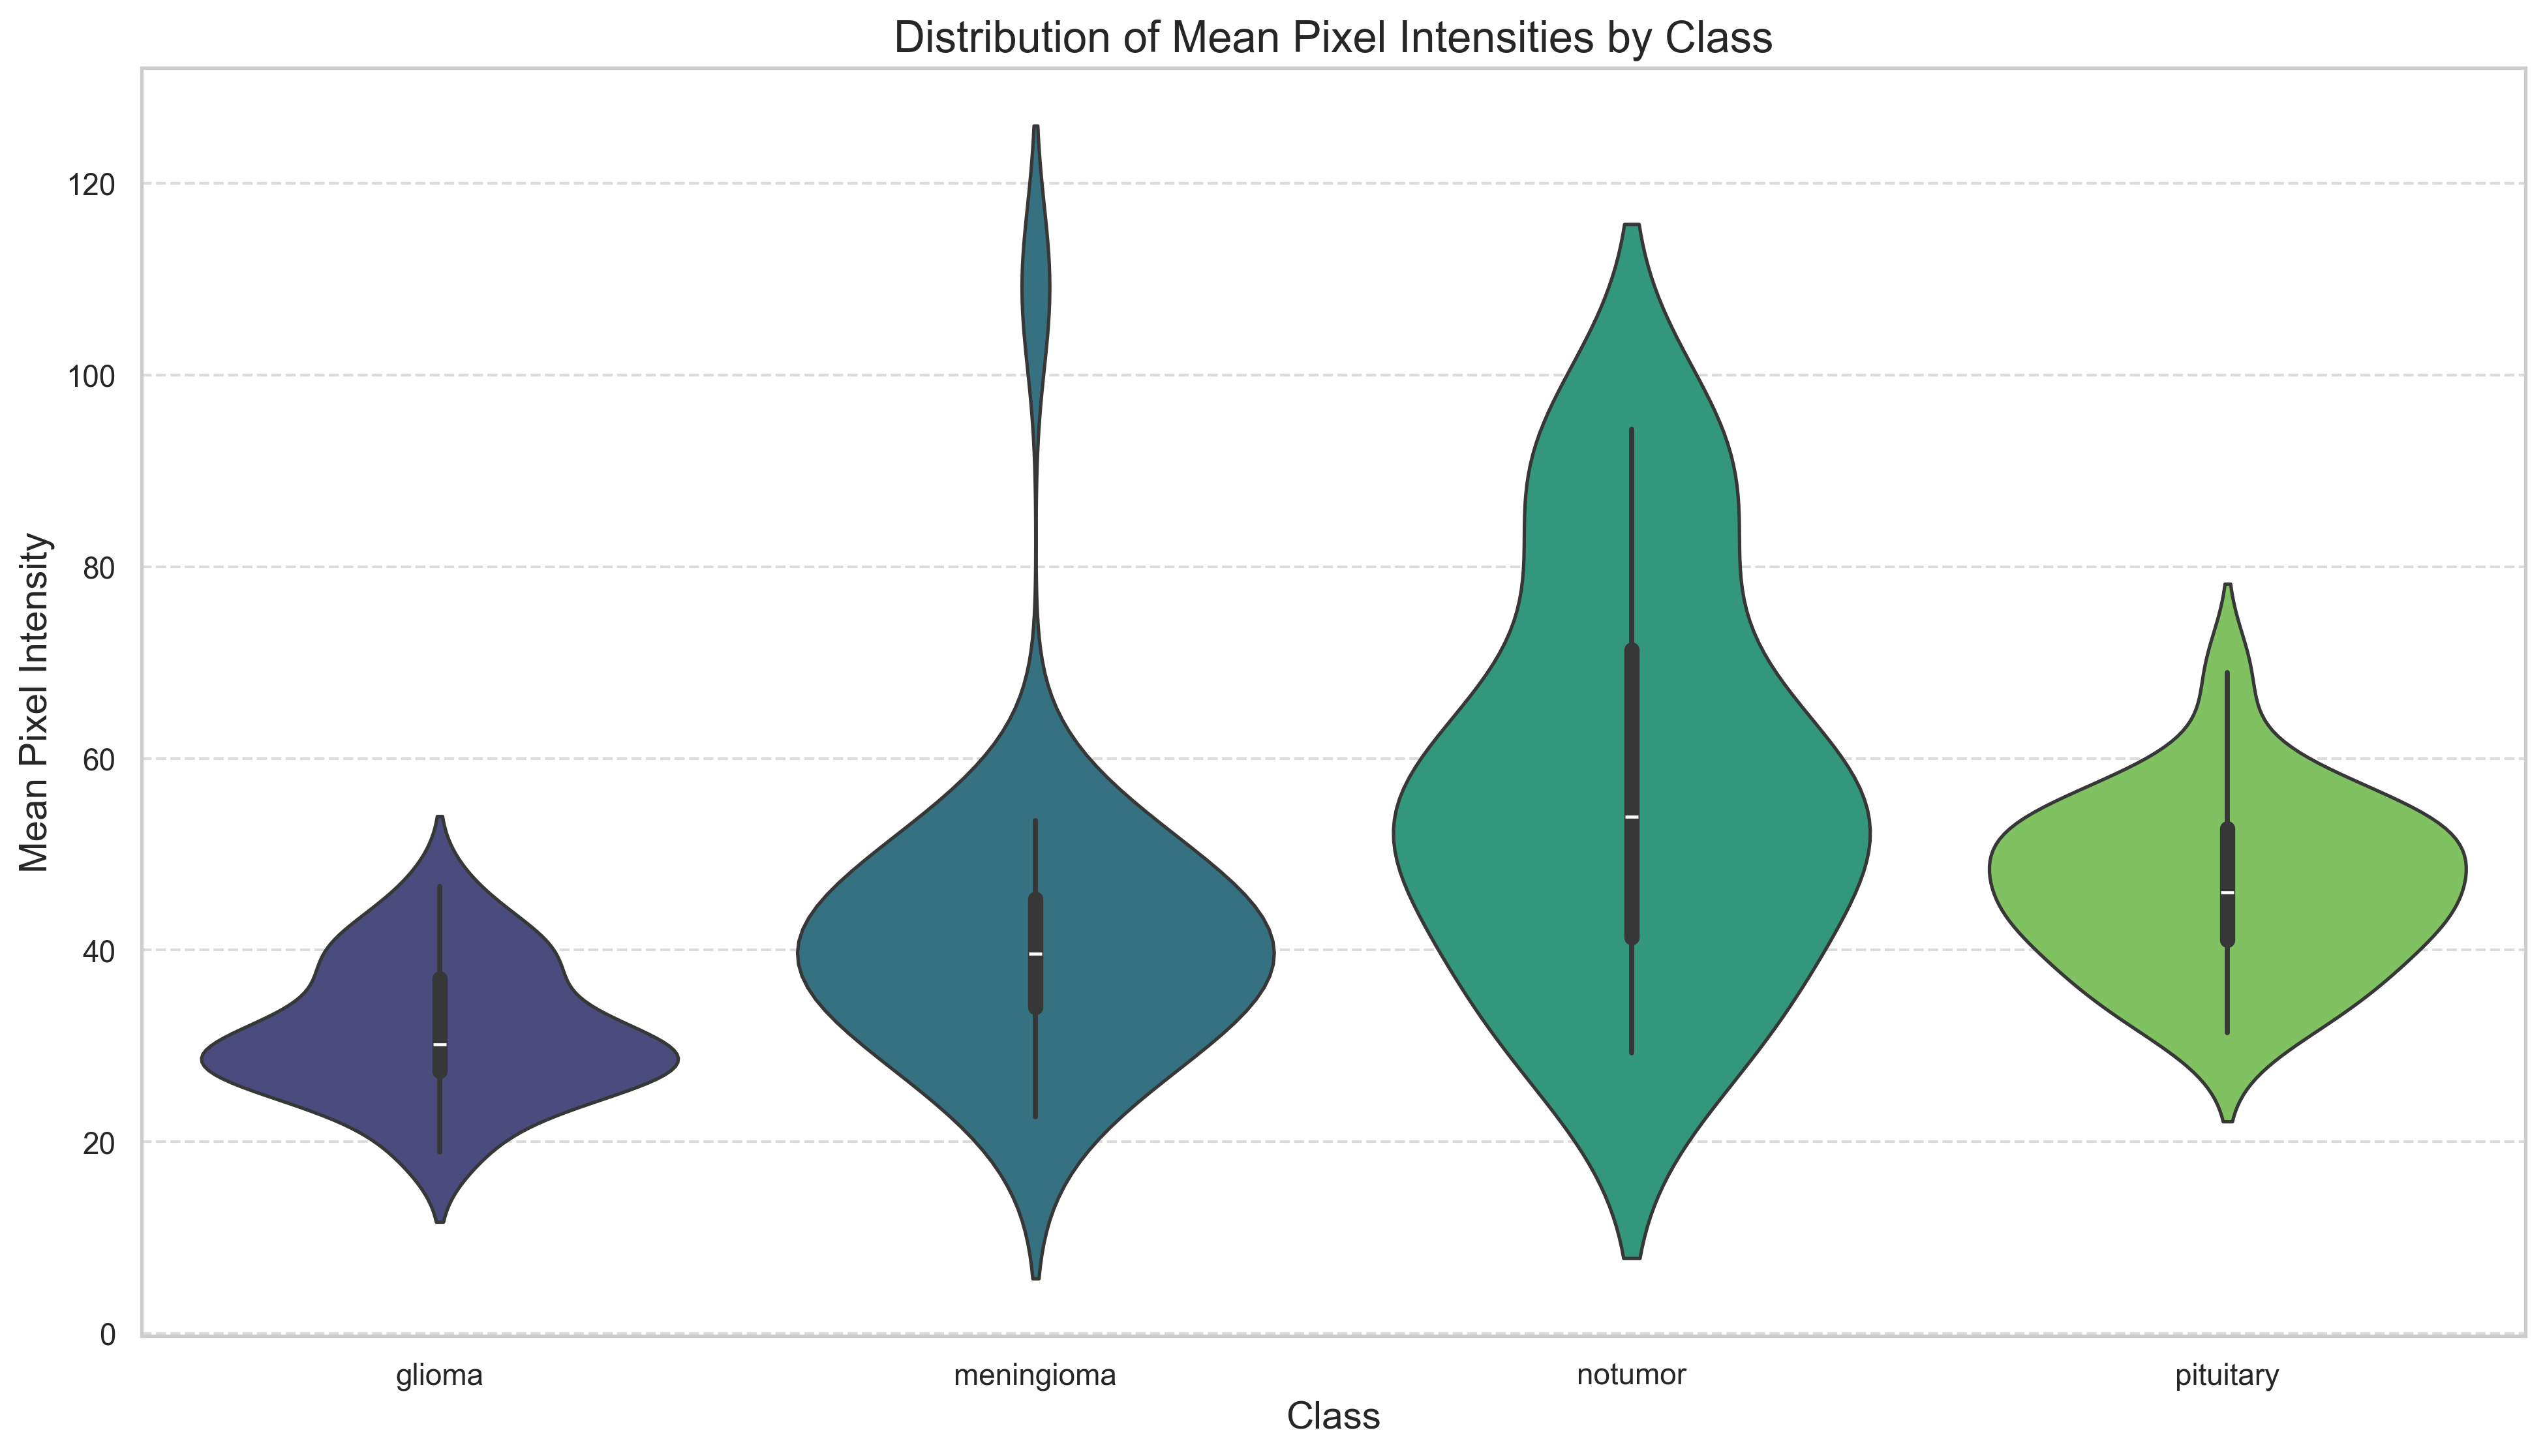 Distribution of Mean Pixel Intensities by Class
Mean Pixel Intensity
120
100
80
60
40
20
0
glioma
meningioma
notumor
pituitary
Class